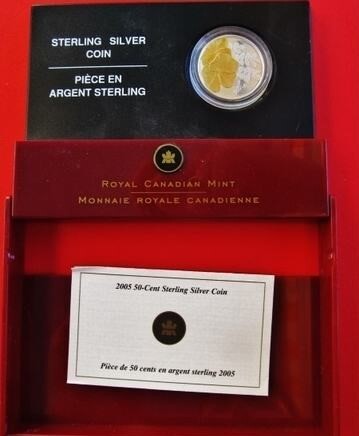 STERLING SILVER
COIN
PIÈCE EN
ARGENT STERLING
ROYAL CANADIAN MINT
MONNAIE ROYALE CANADIENNE
2005 50-Cent Sterling Silver Coin
Pièce de 50 cents en argent sterling 2005